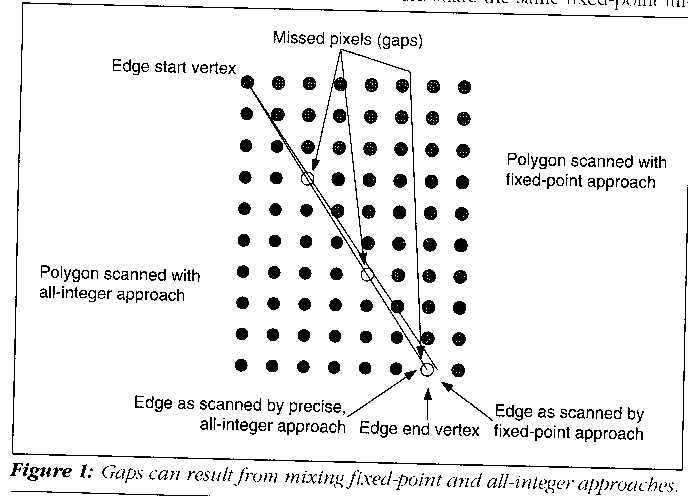 the same fixed-point
Missed pixels (gaps)
Edge start vertex
Polygon scanned with
fixed-point approach
Polygon scanned with
all-integer approach
Edge as scanned by precise,
all-integer approach
Edge end vertex
Edge as scanned by
fixed-point approach
Figure 1: Gaps can result from mixing fixed-point and all-integer approaches.